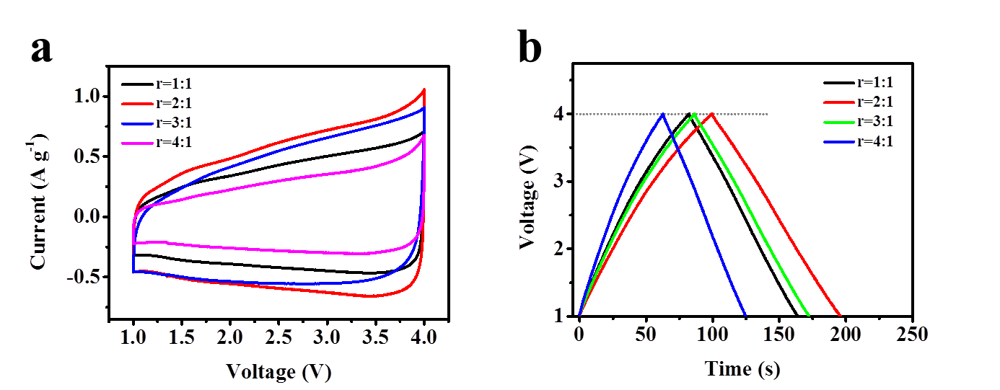 a
r=1:1
r=2:1
r=3:1
r=4:1
1.0
0.5
0.0
-0.5
Current (A g-1)
1.0 1.5 2.0 2.5 3.0 3.5 4.0
Voltage (V)
b
r=1:1
r=2:1
r=3:1
r=4:1
4
3
2
1
Voltage (V)
0 50 100 150 200 250
Time (s)